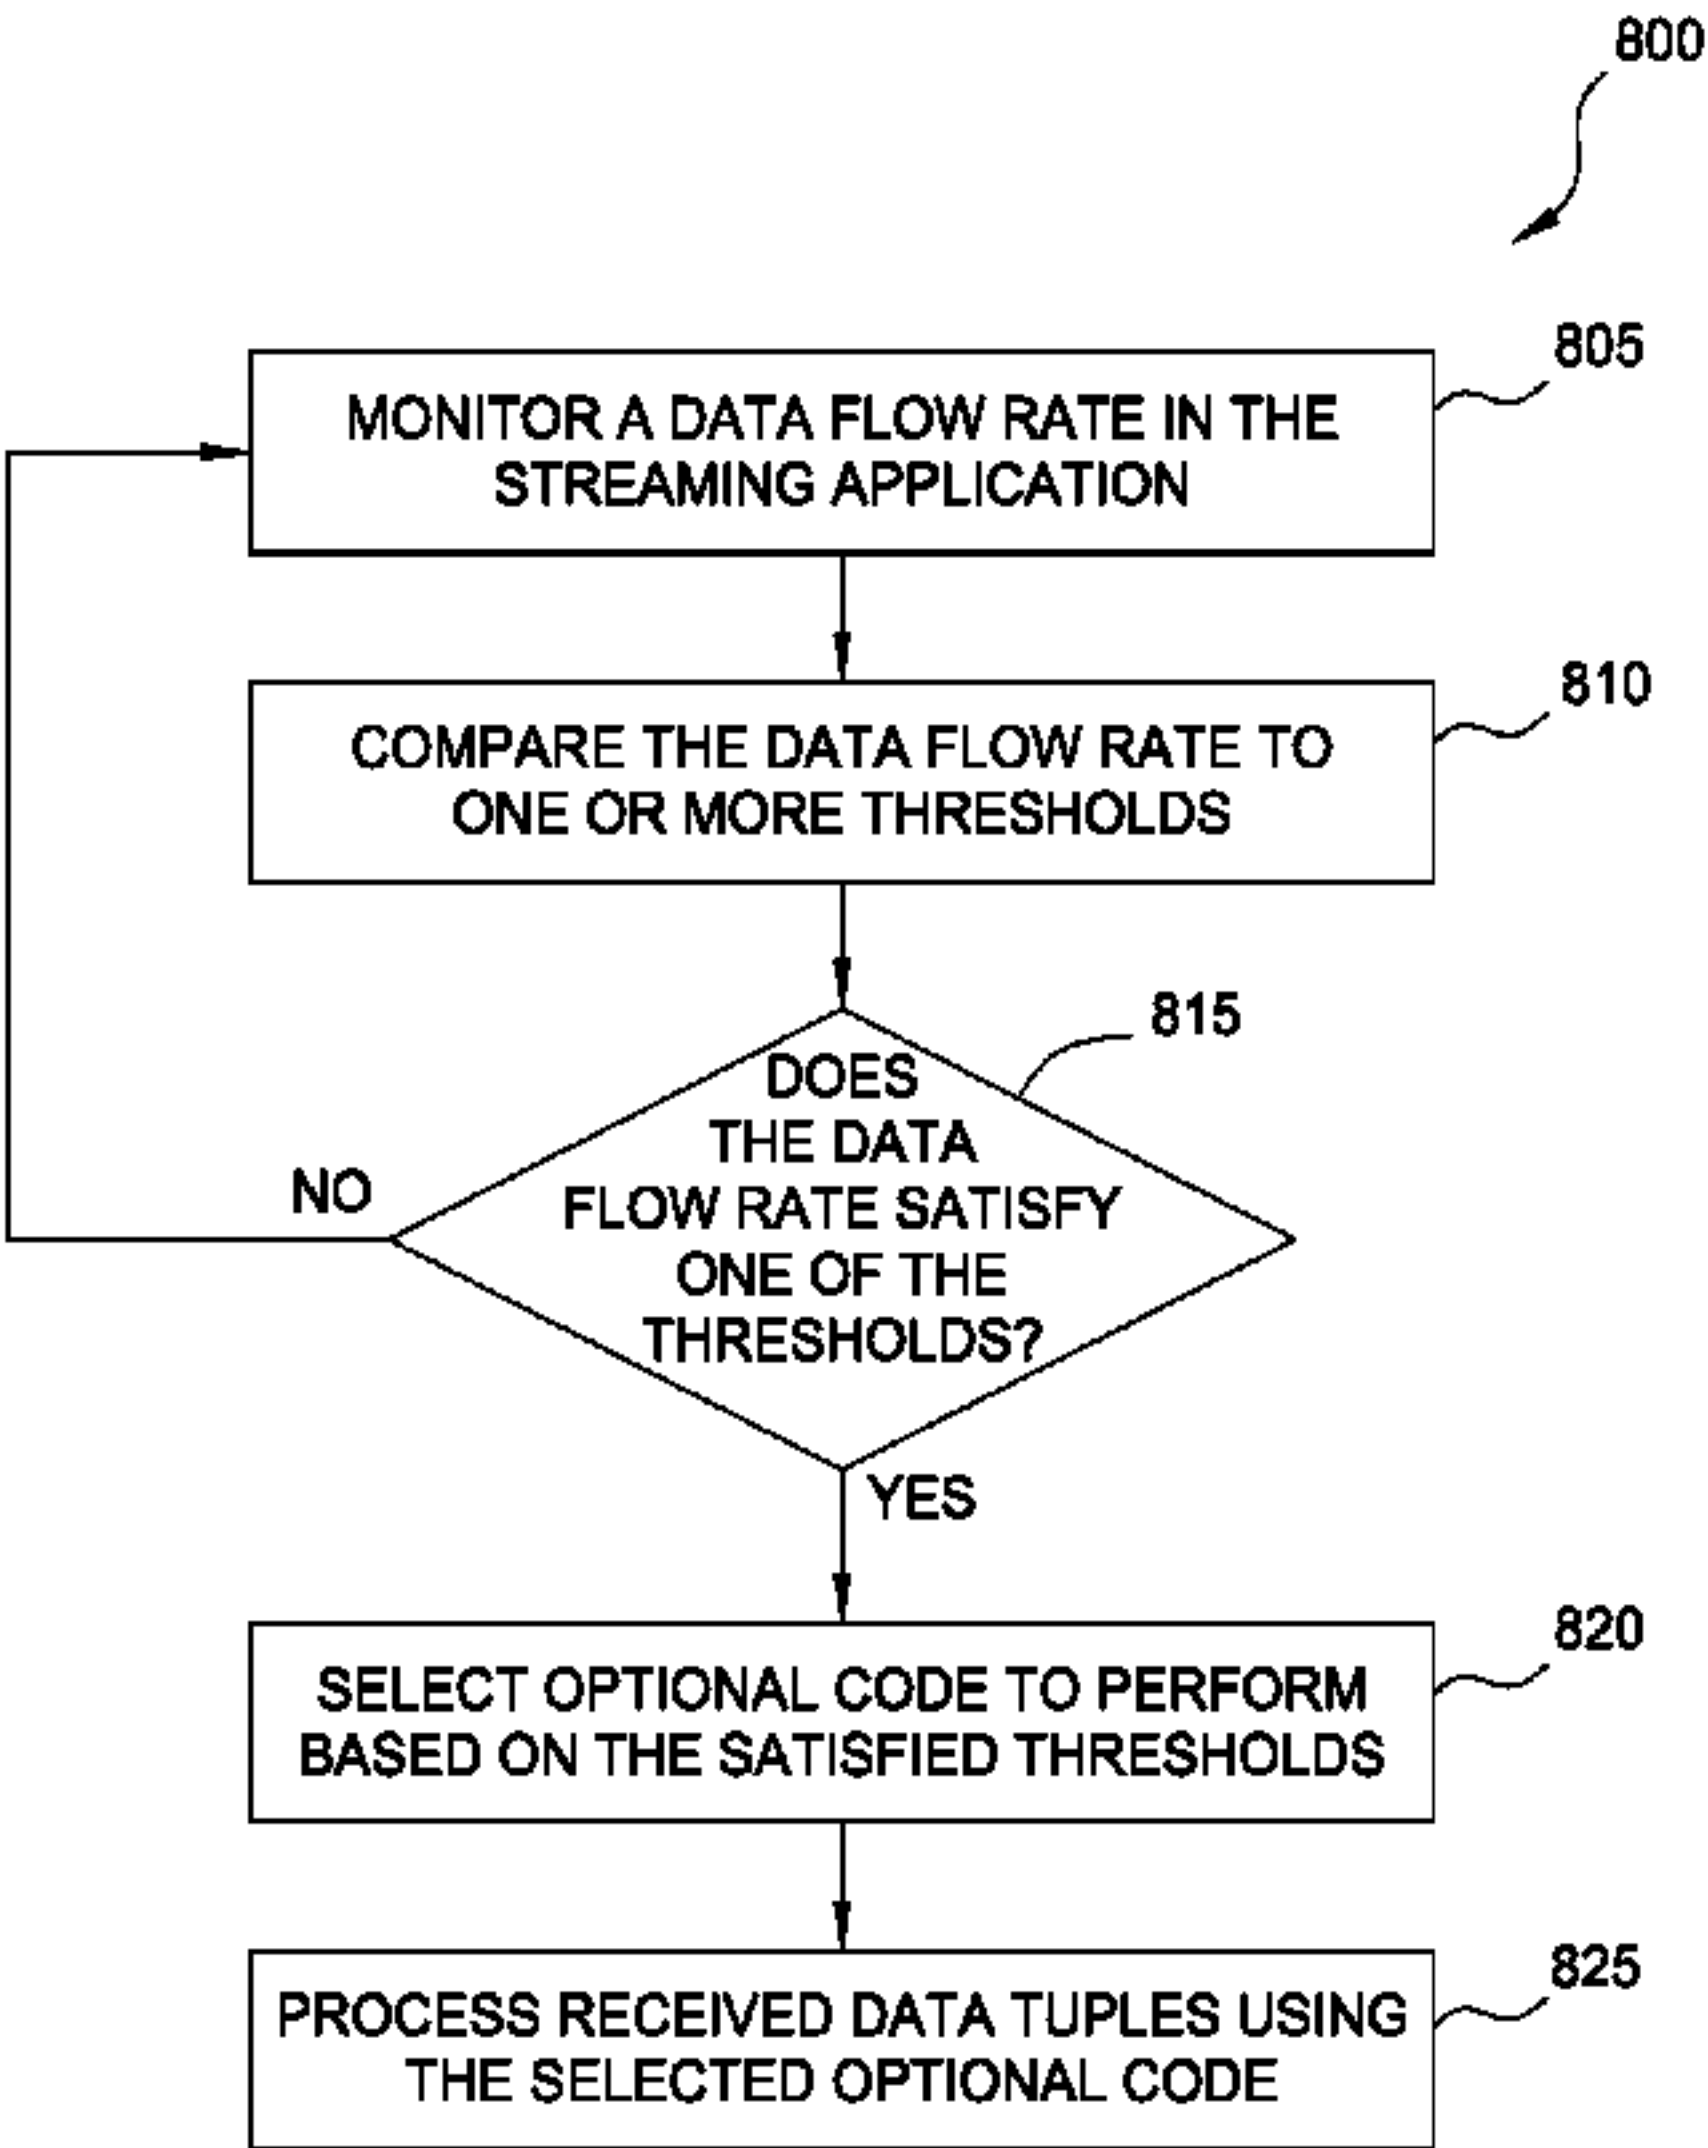 800
805
MONITOR A DATA FLOW RATE IN THE
STREAMING APPLICATION
810
COMPARE THE DATA FLOW RATE TO
ONE OR MORE THRESHOLDS
815
DOES
THE DATA
FLOW RATE SATISFY
ONE OF THE
THRESHOLDS?
NO
YES
820
SELECT OPTIONAL CODE TO PERFORM
BASED ON THE SATISFIED THRESHOLDS
825
PROCESS RECEIVED DATA TUPLES USING
THE SELECTED OPTIONAL CODE